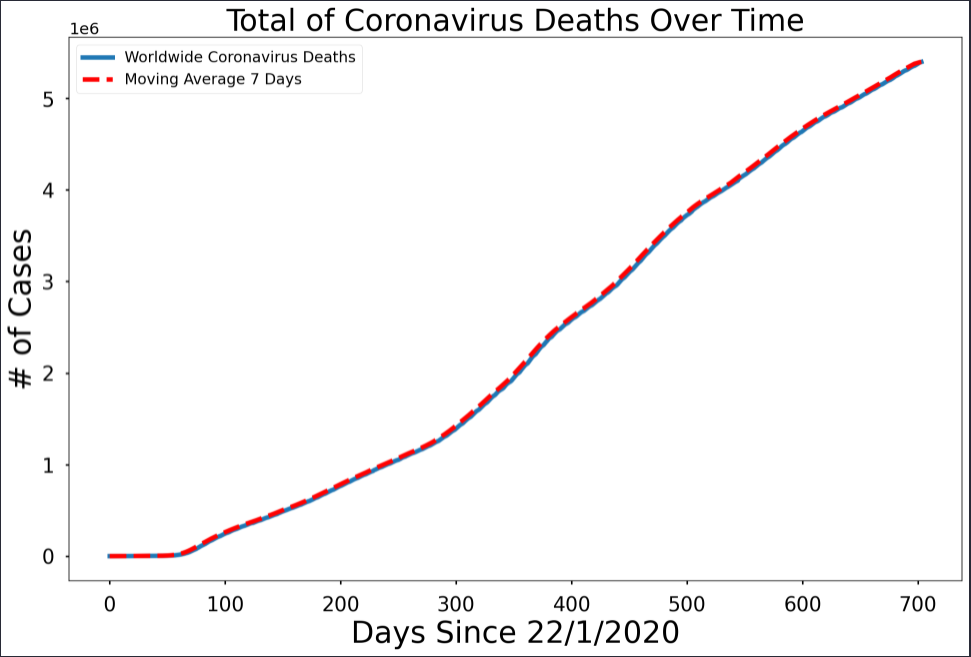 Total of Coronavirus Deaths Over Time
1e6
Worldwide Coronavirus Deaths
Moving Average 7 Days
5
4
3
2
1
0
# of Cases
0 100 200 300 400 500 600 700
Days Since 22/1/2020